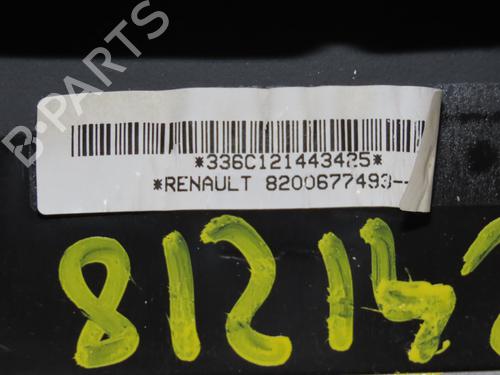 *336C121443425*
*RENAULT 8200677493--
81214
B-PARTS